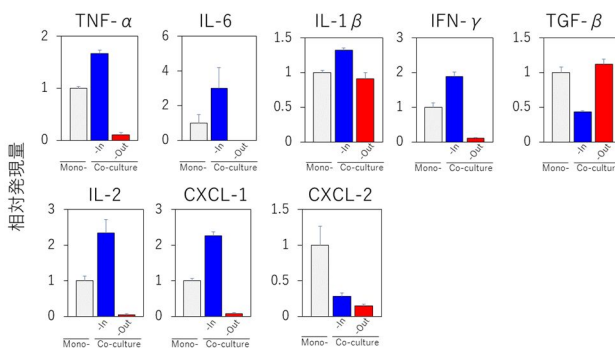 TNF-α IL-6 IL-1β IFN-γ TGF-β
2 6 1.5 3 1.5
1 4 1 2 1
2 0.5 1 0.5
0 0 0 0 0
-In -Out -In -Out -In -Out -In -Out -In -Out
Mono- Co-culture Mono- Co-culture Mono- Co-culture Mono- Co-culture Mono- Co-culture
相対発現量
IL-2 CXCL-1 CXCL-2
3 3 1.5
2 2 1
1 1 0.5
0 0 0
-In -Out -In -Out -In -Out
Mono- Co-culture Mono- Co-culture Mono- Co-culture